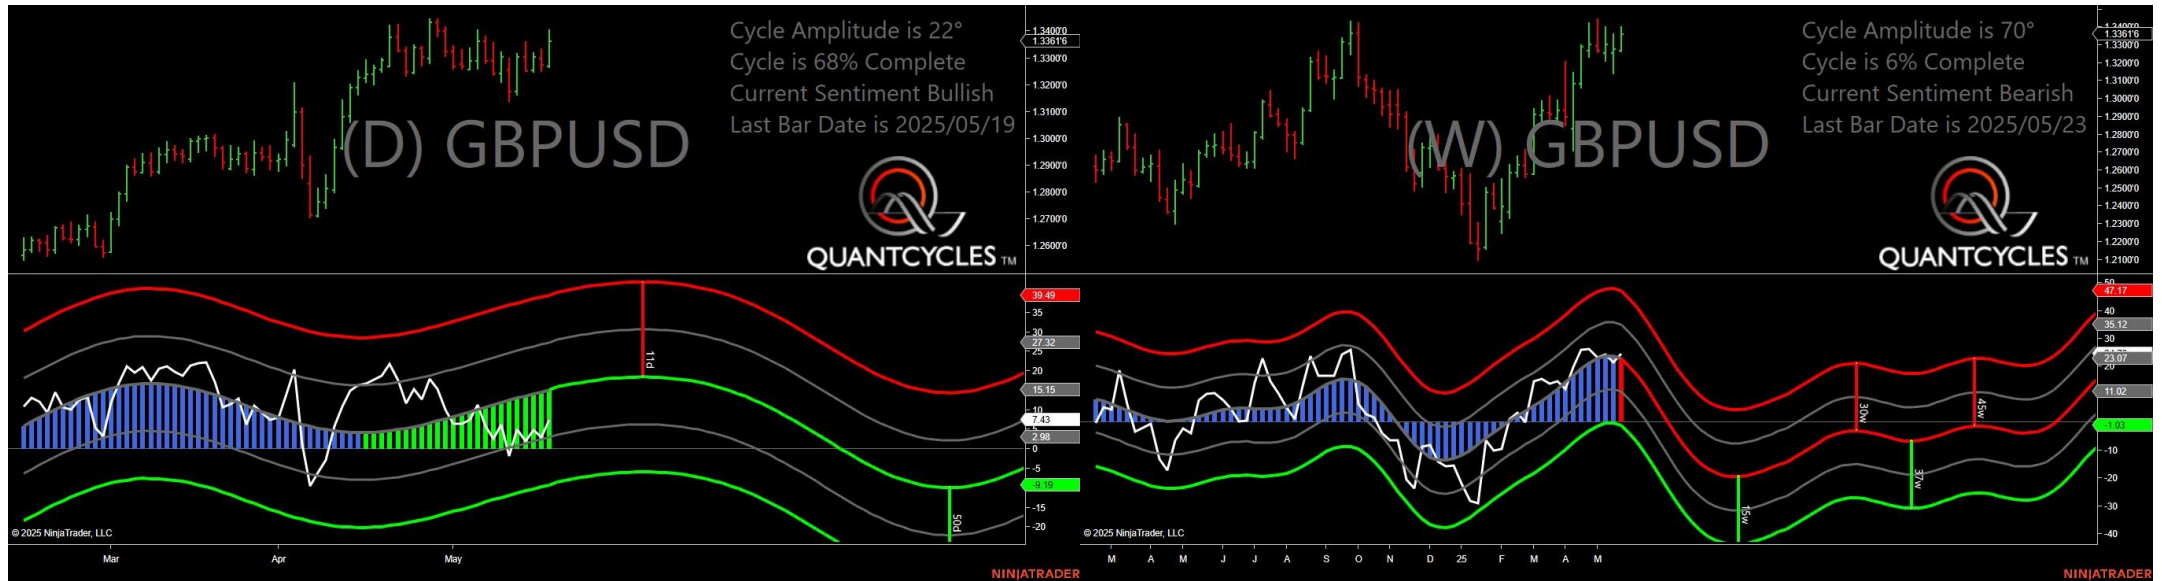 Cycle Amplitude is 22°
Cycle is 68% Complete
Current Sentiment Bullish
Last Bar Date is 2025/05/19
(D) GBPUSD
QUANTCYCLES TM
1.3400'0
1.3361'6
1.3300'0
1.3200'0
1.3100'0
1.3000'0
1.2900'0
1.2800'0
1.2700'0
1.2600'0
39.49
35
30
27.32
25
20
15.15
10
7.43
5
2.98
0
-5
-9.19
-15
-20
11d
50d
© 2025 NinjaTrader, LLC
Mar
Apr
May
NINJATRADER
Cycle Amplitude is 70°
Cycle is 6% Complete
Current Sentiment Bearish
Last Bar Date is 2025/05/23
(W) GBPUSD
QUANTCYCLES TM
1.3400'0
1.3361'6
1.3300'0
1.3200'0
1.3100'0
1.3000'0
1.2900'0
1.2800'0
1.2700'0
1.2600'0
1.2500'0
1.2400'0
1.2300'0
1.2200'0
1.2100'0
50
47.17
40
35.12
30
23.07
20
11.02
-1.03
-10
-20
-30
-40
15w
30w
37w
45w
© 2025 NinjaTrader, LLC
M A M J J A S O N D 25 F M A M
NINJATRADER